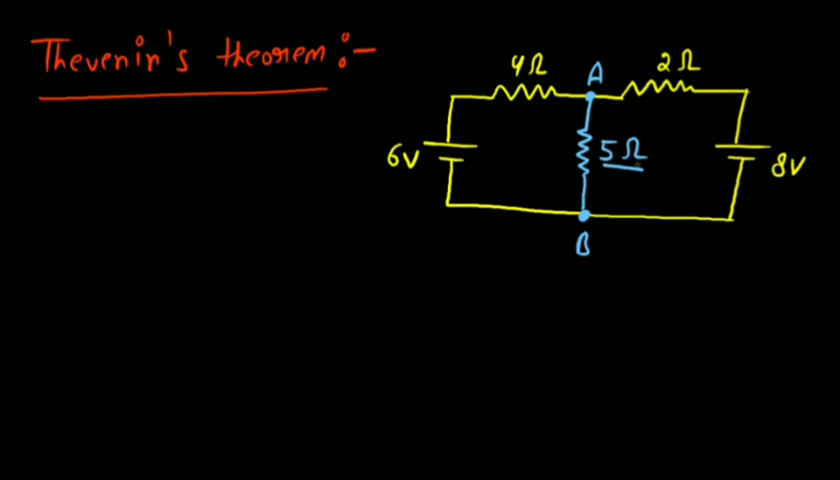 Thevenin's theorem :-
4Ω
A
2Ω
6V
5Ω
8V
B